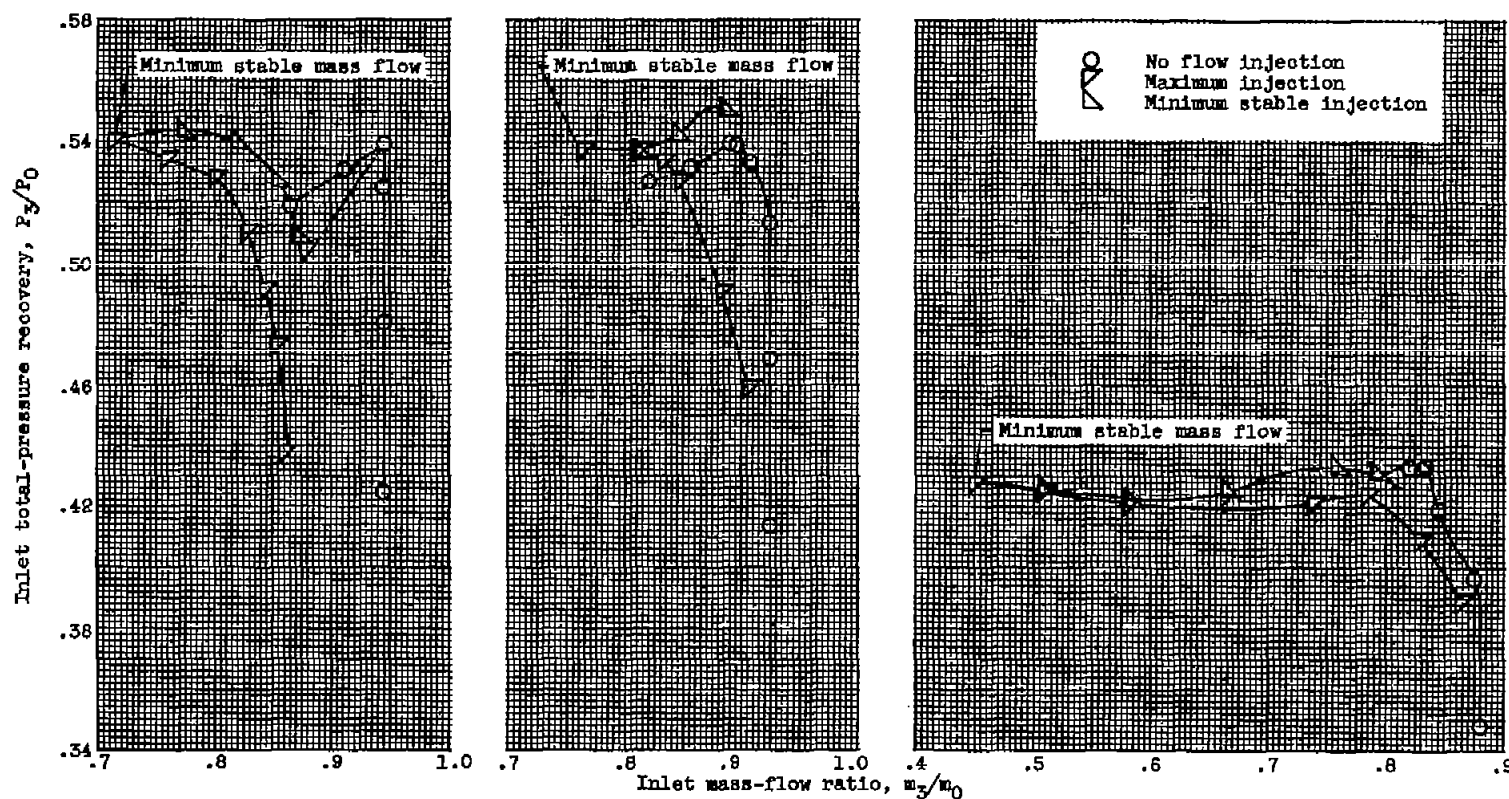 .58
.54
.50
.46
.42
.38
.34
Inlet total-pressure recovery, P3/P0
Minimum stable mass flow
Minimum stable mass flow
No flow injection
Maximum injection
Minimum stable injection
Minimum stable mass flow
.7 .8 .9 1.0
.7 .8 .9 1.0
.4 .5 .6 .7 .8 .9
Inlet mass-flow ratio, m3/m0